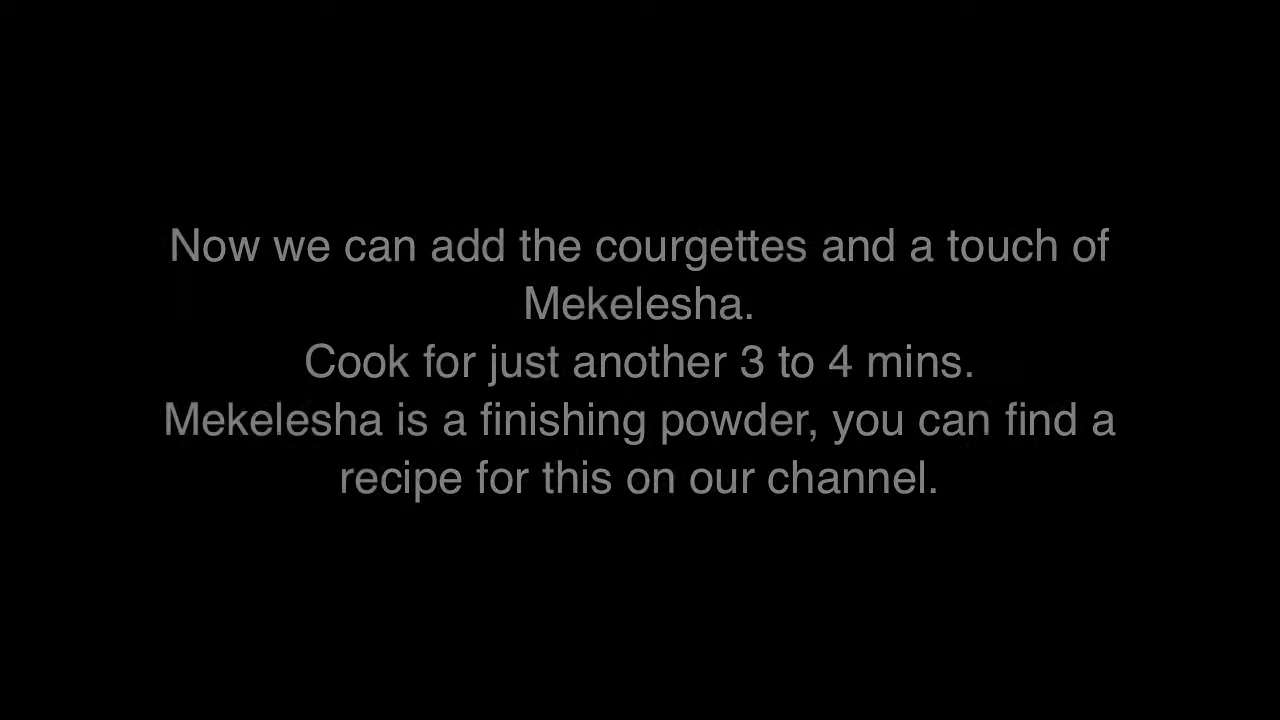 Now we can add the courgettes and a touch of
Mekelesha.
Cook for just another 3 to 4 mins.
Mekelesha is a finishing powder, you can find a
recipe for this on our channel.